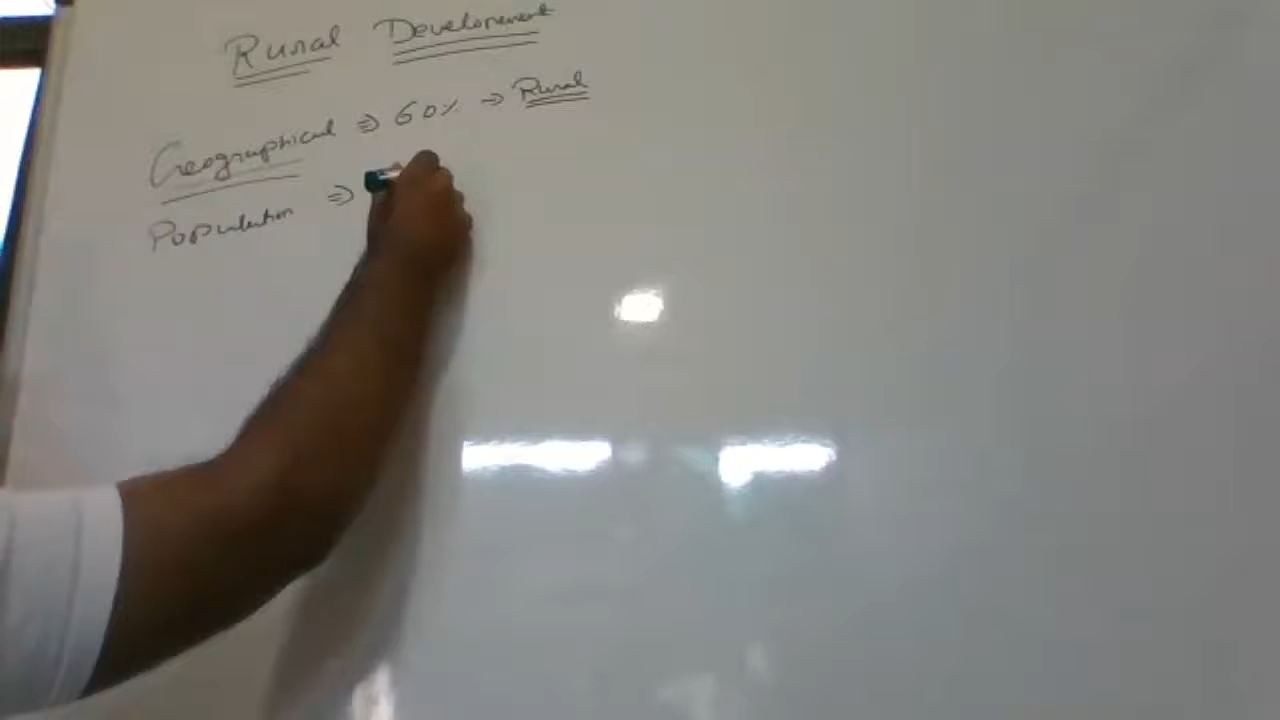 Rural Development
Geographical ⇒ 60% → Rural
Population ⇒